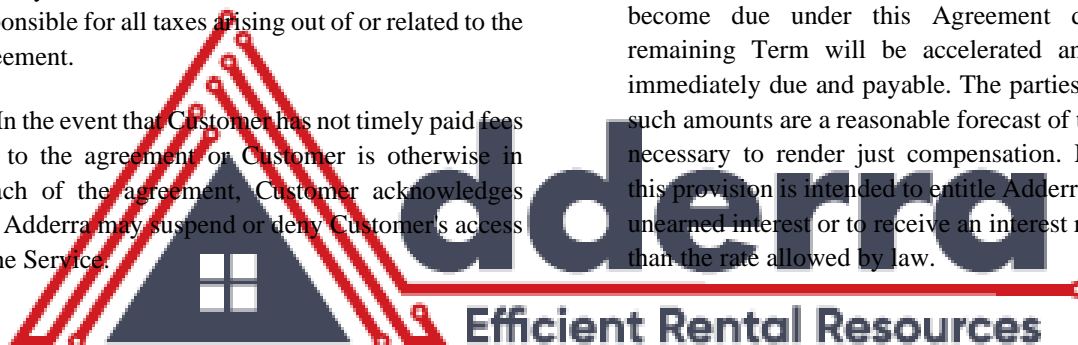 ponsible for all taxes arising out of or related to the
eement.
In the event that Customer has not timely paid fees
to the agreement or Customer is otherwise in
ach of the agreement, Customer acknowledges
Adderra may suspend or deny Customer's access
ne Service.
become due under this Agreement d
remaining Term will be accelerated an
immediately due and payable. The parties
such amounts are a reasonable forecast of t
necessary to render just compensation.
this provision is intended to entitle Adderr
unearned interest or to receive an interest r
than the rate allowed by law.
dderra
Efficient Rental Resources